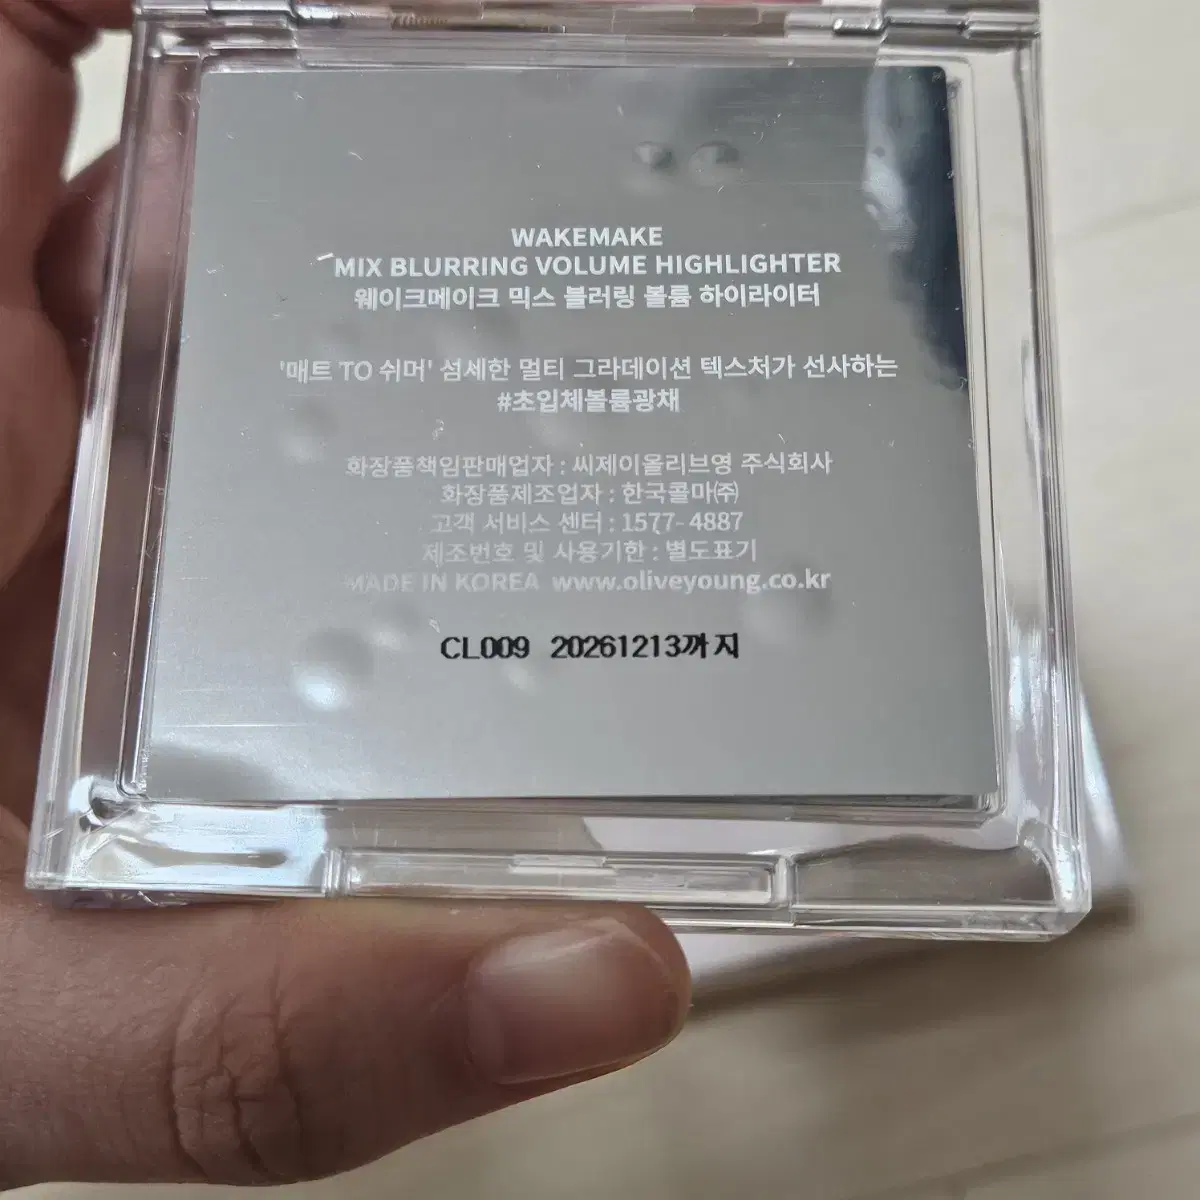 WAKEMAKE
MIX BLURRING VOLUME HIGHLIGHTER
웨이크메이크 믹스 블러링 볼륨 하이라이터
'매트 TO 쉬머' 섬세한 멀티 그라데이션 텍스처가 선사하는
#초입체볼륨광채
화장품책임판매업자 : 씨제이올리브영 주식회사
화장품제조업자 : 한국콜마㈜
고객 서비스 센터 : 1577- 4887
제조번호 및 사용기한 : 별도표기
MADE IN KOREA www.oliveyoung.co.kr
CL009 20261213까지